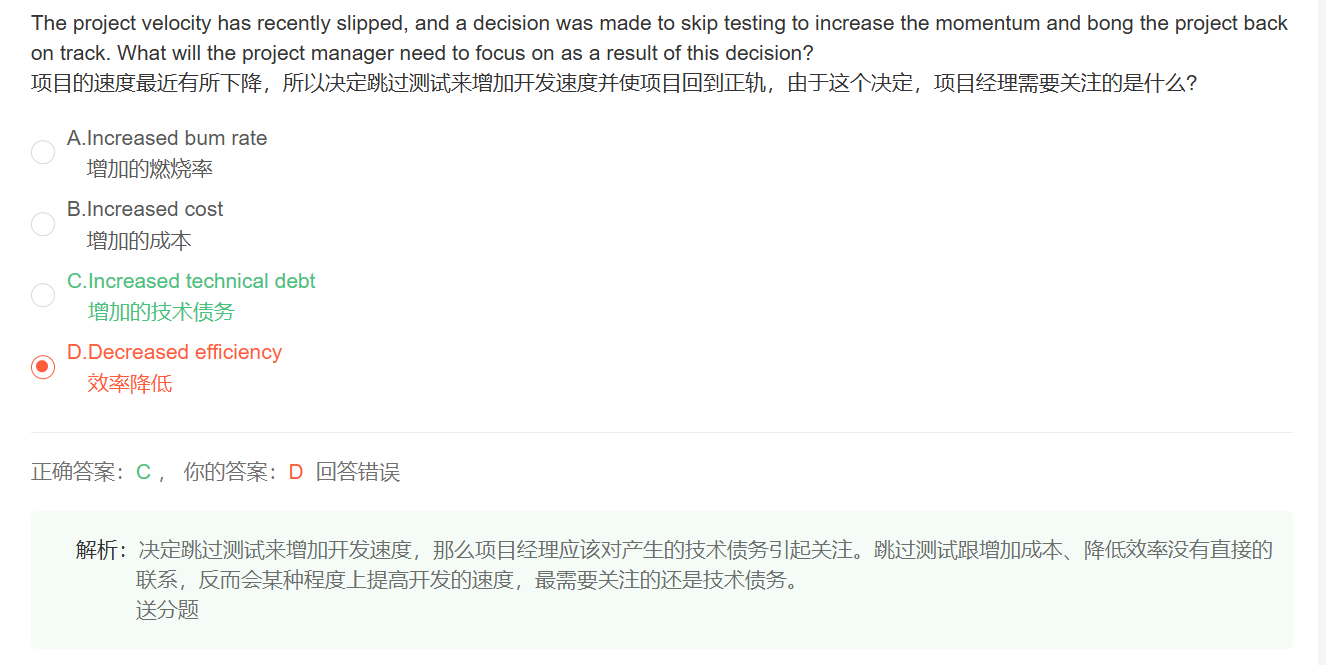 The project velocity has recently slipped, and a decision was made to skip testing to increase the momentum and bong the project back
on track. What will the project manager need to focus on as a result of this decision?
项目的速度最近有所下降，所以决定跳过测试来增加开发速度并使项目回到正轨，由于这个决定，项目经理需要关注的是什么?
A.Increased bum rate
增加的燃烧率
B.Increased cost
增加的成本
C.Increased technical debt
增加的技术债务
D.Decreased efficiency
效率降低
正确答案：C ， 你的答案：D 回答错误
解析：决定跳过测试来增加开发速度，那么项目经理应该对产生的技术债务引起关注。跳过测试跟增加成本、降低效率没有直接的
联系，反而会某种程度上提高开发的速度，最需要关注的还是技术债务。
送分题